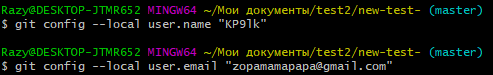 Razy@DESKTOP-JTMR652 MINGW64 ~/Мои документы/test2/new-test- (master)
$ git config --local user.name "KP9lk"
Razy@DESKTOP-JTMR652 MINGW64 ~/Мои документы/test2/new-test- (master)
$ git config --local user.email "zopamamapapa@gmail.com"